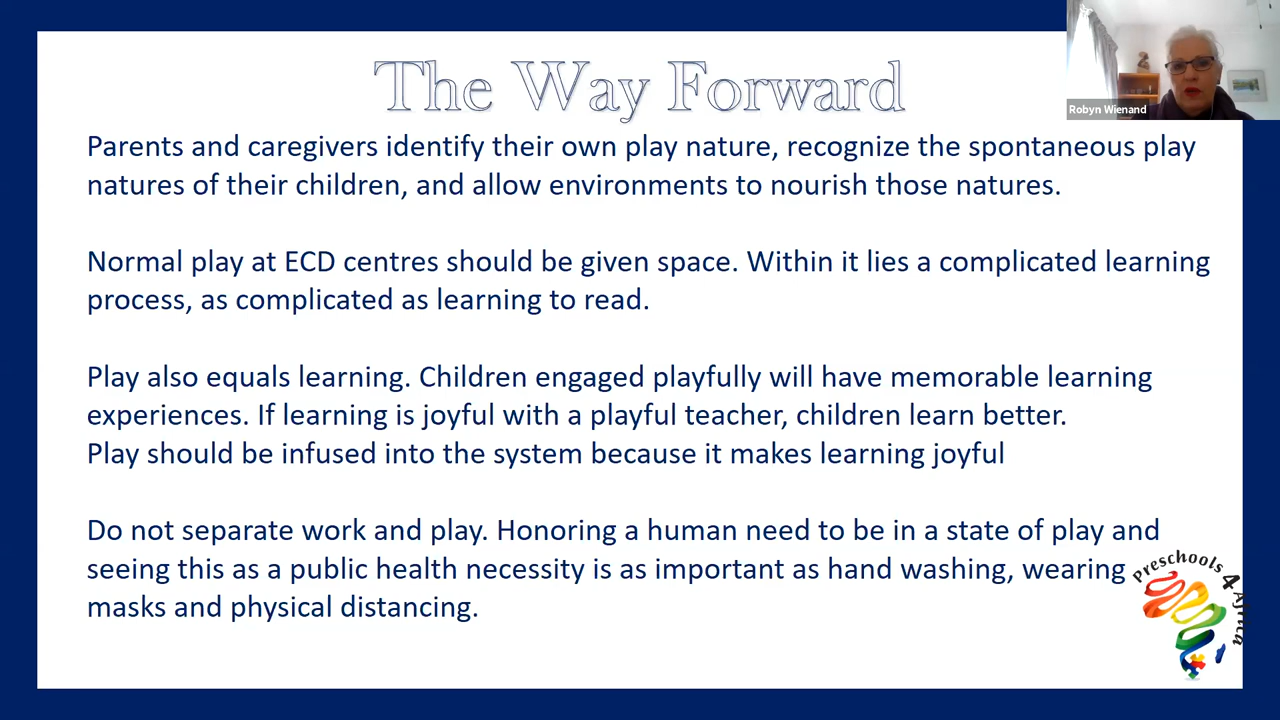 The Way Forward
Robyn Wienand
Parents and caregivers identify their own play nature, recognize the spontaneous play
natures of their children, and allow environments to nourish those natures.
Normal play at ECD centres should be given space. Within it lies a complicated learning
process, as complicated as learning to read.
Play also equals learning. Children engaged playfully will have memorable learning
experiences. If learning is joyful with a playful teacher, children learn better.
Play should be infused into the system because it makes learning joyful
Do not separate work and play. Honoring a human need to be in a state of play and
seeing this as a public health necessity is as important as hand washing, wearing
masks and physical distancing.
Preschools 4 Africa